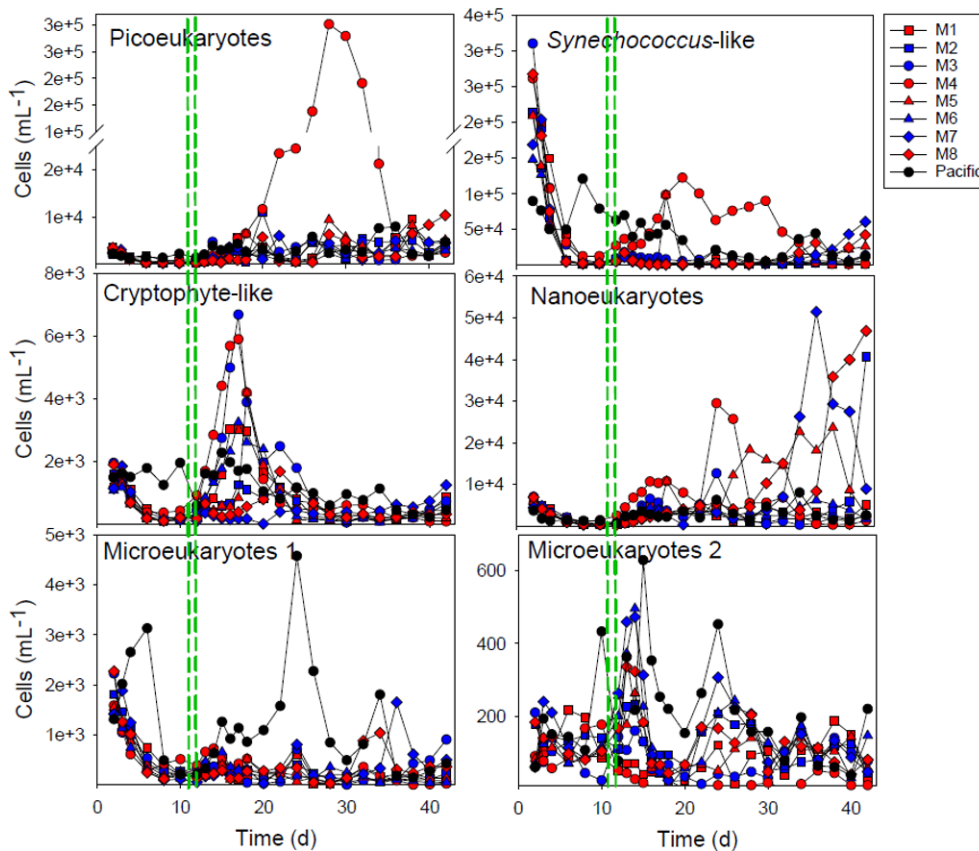 Picoeukaryotes
3e+5
2e+5
2e+5
1e+5
2e+4
1e+4
Cells (mL-1)
Synechococcus-like
4e+5
3e+5
2e+5
2e+5
1e+5
5e+4
M1
M2
M3
M4
M5
M6
M7
M8
Pacific
Cryptophyte-like
8e+3
6e+3
4e+3
2e+3
Cells (mL-1)
Nanoeukaryotes
6e+4
5e+4
4e+4
3e+4
2e+4
1e+4
Microeukaryotes 1
5e+3
4e+3
3e+3
2e+3
1e+3
Cells (mL-1)
0 10 20 30 40
Time (d)
Microeukaryotes 2
600
400
200
0 10 20 30 40
Time (d)